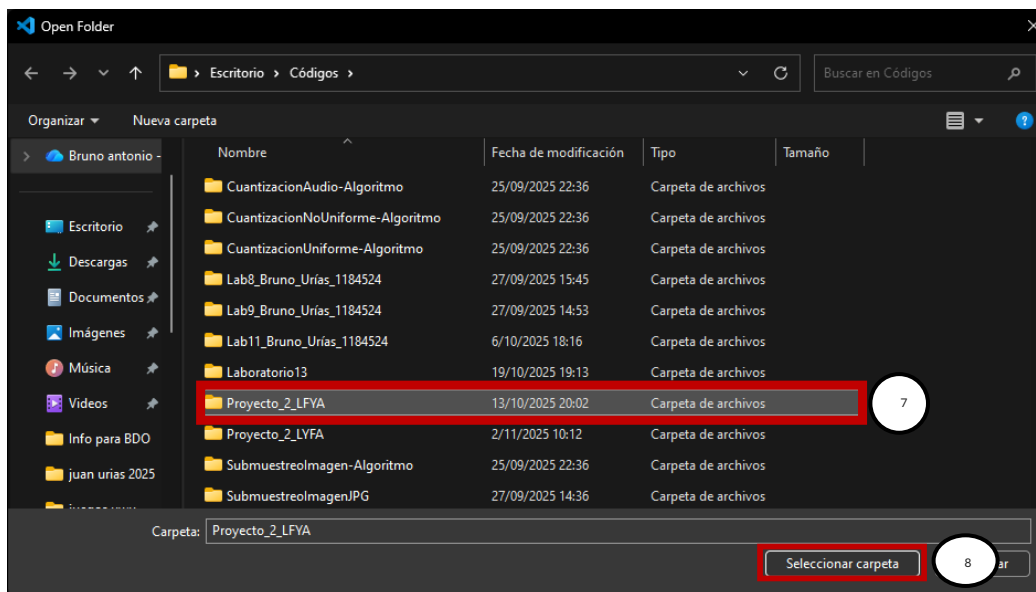 Open Folder
Escritorio > Códigos >
Buscar en Códigos
Organizar
Nueva carpeta
Bruno antonio -
Nombre
Fecha de modificación
Tipo
Tamaño
CuantizacionAudio-Algoritmo 25/09/2025 22:36 Carpeta de archivos
CuantizacionNoUniforme-Algoritmo 25/09/2025 22:36 Carpeta de archivos
Escritorio
CuantizacionUniforme-Algoritmo 25/09/2025 22:36 Carpeta de archivos
Descargas
Lab8_Bruno_Urías_1184524 27/09/2025 15:45 Carpeta de archivos
Documentos
Lab9_Bruno_Urías_1184524 27/09/2025 14:53 Carpeta de archivos
Imágenes
Lab11_Bruno_Urías_1184524 6/10/2025 18:16 Carpeta de archivos
Música
Laboratorio13 19/10/2025 19:13 Carpeta de archivos
Videos
Proyecto_2_LFYA 13/10/2025 20:02 Carpeta de archivos
7
Info para BDO
Proyecto_2_LYFA 2/11/2025 10:12 Carpeta de archivos
juan urias 2025
SubmuestreoImagen-Algoritmo 25/09/2025 22:36 Carpeta de archivos
SubmuestreoImagenJPG 27/09/2025 14:36 Carpeta de archivos
Carpeta: Proyecto_2_LFYA
Seleccionar carpeta
8
ar